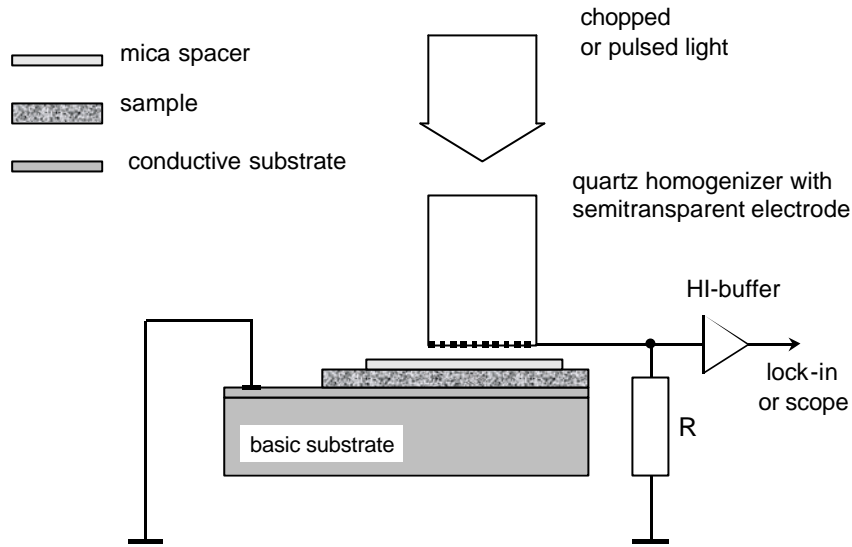 chopped
or pulsed light
mica spacer
sample
conductive substrate
quartz homogenizer with
semitransparent electrode
HI-buffer
lock-in
or scope
R
basic substrate